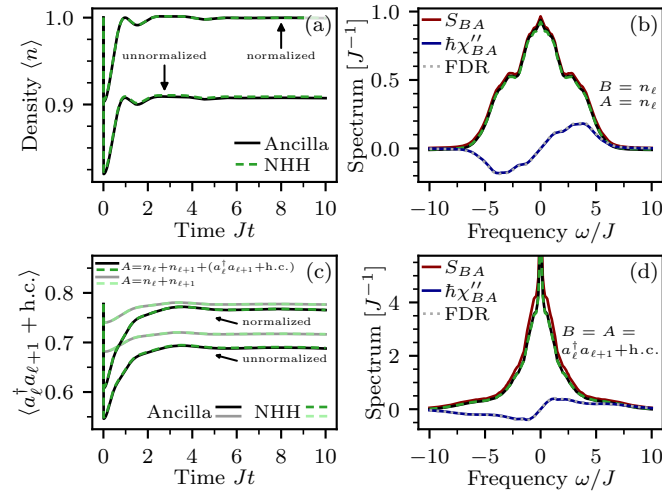 (a)
unnormalized
normalized
Ancilla
NHH
Density ⟨n⟩
1.0
0.9
0 2 4 6 8 10
Time Jt
(b)
S_BA
ħχ''_BA
FDR
B = n_ℓ
A = n_ℓ
Spectrum [J⁻¹]
1.0
0.5
0.0
−10 −5 0 5 10
Frequency ω/J
(c)
A=n_ℓ+n_ℓ+1+(a†_ℓ a_ℓ+1+h.c.)
A=n_ℓ+n_ℓ+1
normalized
unnormalized
Ancilla NHH
⟨a†_ℓ a_ℓ+1 + h.c.⟩
0.8
0.7
0.6
0 2 4 6 8 10
Time Jt
(d)
S_BA
ħχ''_BA
FDR
B = A =
a†_ℓ a_ℓ+1+h.c.
Spectrum [J⁻¹]
4
2
0
−10 −5 0 5 10
Frequency ω/J